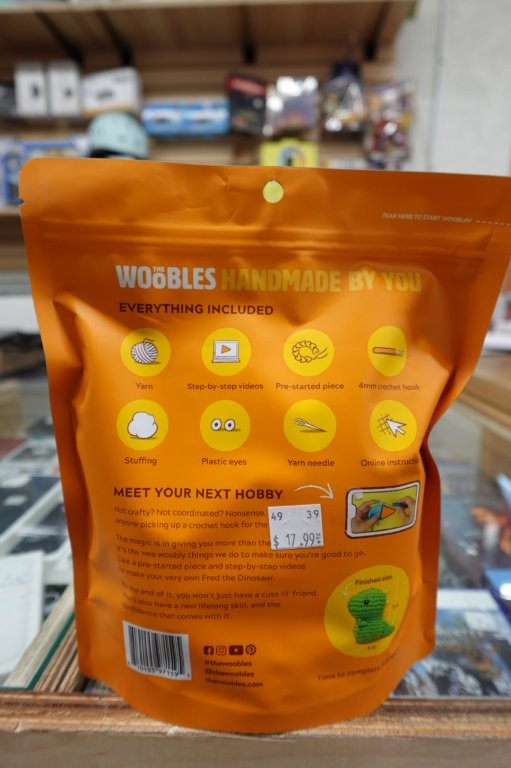 TEAR HERE TO START WOOBLIN'
THE WOOBLES HANDMADE BY YOU
EVERYTHING INCLUDED
Yarn
Step-by-step videos
Pre-started piece
4mm crochet hook
Stuffing
Plastic eyes
Yarn needle
Online
MEET YOUR NEXT HOBBY
Not crafty? Not coordinated? Nonsense.
anyone picking up a crochet hook for the
49 39
$ 17.99
The magic is in giving you more than the
It's the wee woobly things we do to make sure you're good to go.
Like a pre-started piece and step-by-step videos
to make your very own Fred the Dinosaur.
the end of it, you won't just have a cute lil' friend.
You'll also have a new lifelong skill, and the
confidence that comes with it.
Finished size
#thewoobles
@thewoobles
thewoobles.com
Time to complete